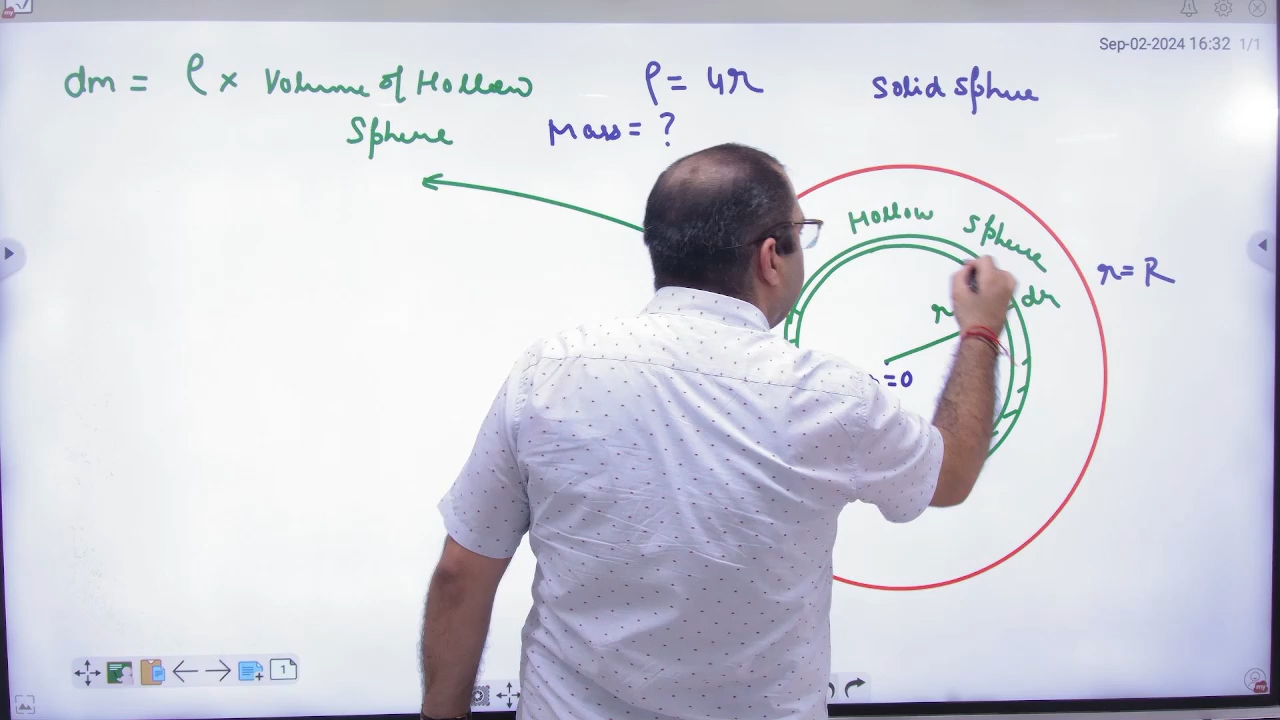 Sep-02-2024 16:32 1/1
dm = ρ × Volume of Hollow
Sphere
ρ = 4r
Mass = ?
Solid Sphere
Hollow Sphere
r = R
dr
r
=0
1